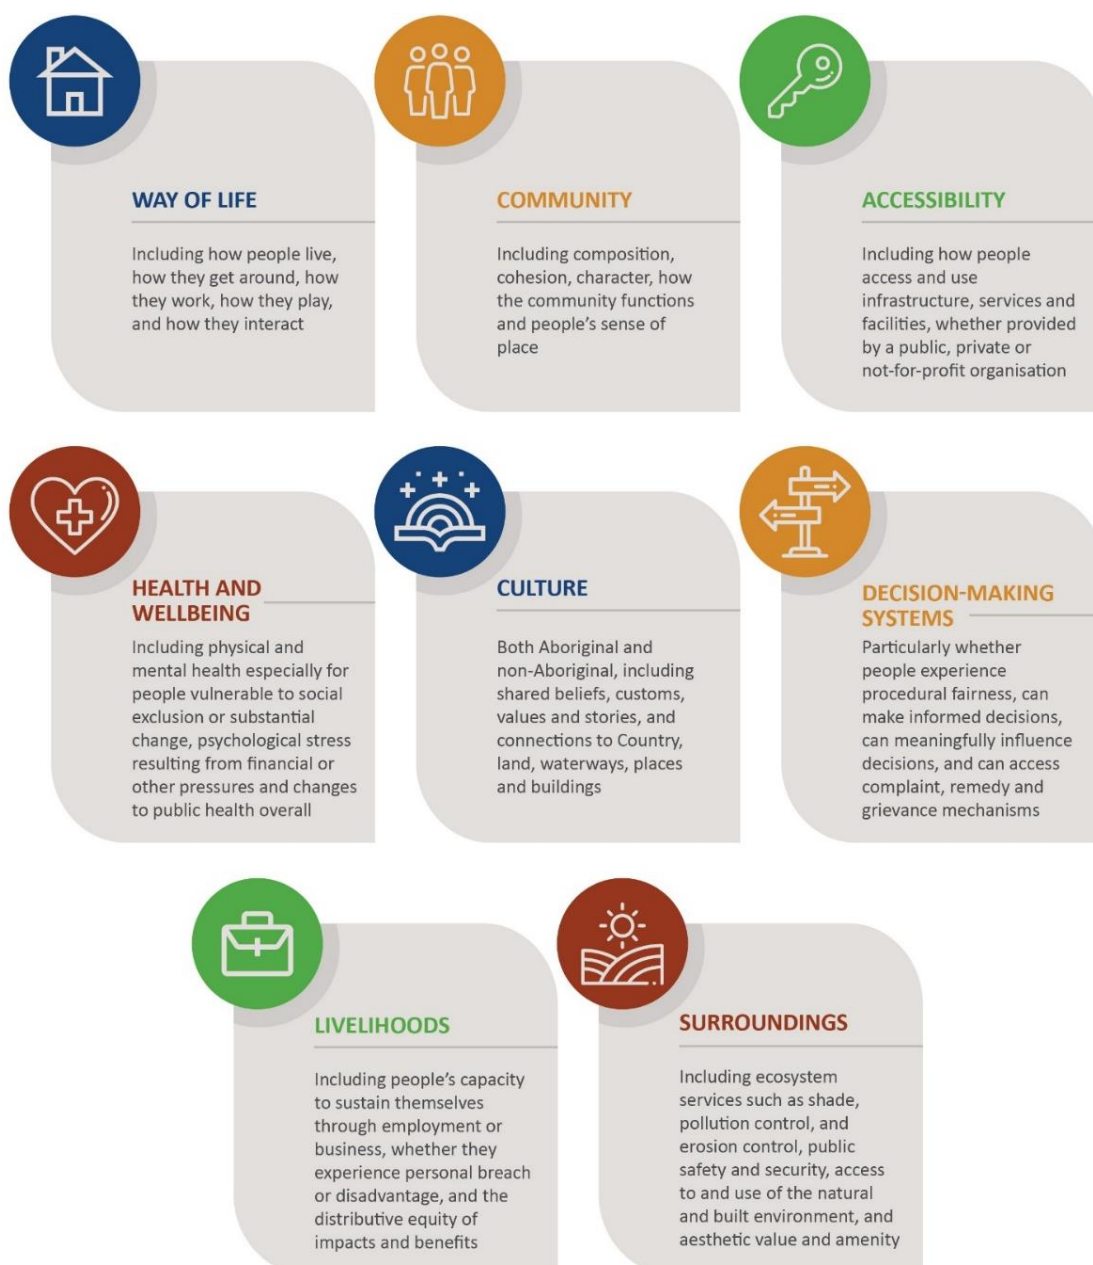 WAY OF LIFE
Including how people live,
how they get around, how
they work, how they play,
and how they interact
COMMUNITY
Including composition,
cohesion, character, how
the community functions
and people’s sense of
place
ACCESSIBILITY
Including how people
access and use
infrastructure, services and
facilities, whether provided
by a public, private or
not-for-profit organisation
HEALTH AND
WELLBEING
Including physical and
mental health especially for
people vulnerable to social
exclusion or substantial
change, psychological stress
resulting from financial or
other pressures and changes
to public health overall
CULTURE
Both Aboriginal and
non-Aboriginal, including
shared beliefs, customs,
values and stories, and
connections to Country,
land, waterways, places
and buildings
DECISION-MAKING
SYSTEMS
Particularly whether
people experience
procedural fairness, can
make informed decisions,
can meaningfully influence
decisions, and can access
complaint, remedy and
grievance mechanisms
LIVELIHOODS
Including people’s capacity
to sustain themselves
through employment or
business, whether they
experience personal breach
or disadvantage, and the
distributive equity of
impacts and benefits
SURROUNDINGS
Including ecosystem
services such as shade,
pollution control, and
erosion control, public
safety and security, access
to and use of the natural
and built environment, and
aesthetic value and amenity